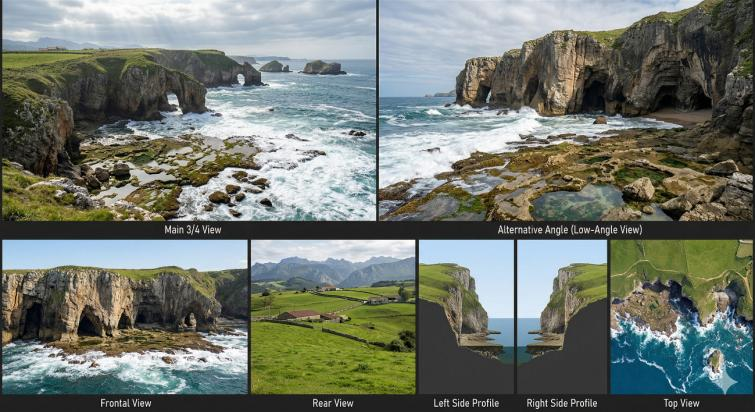 Main 3/4 View
Alternative Angle (Low-Angle View)
Frontal View
Rear View
Left Side Profile
Right Side Profile
Top View